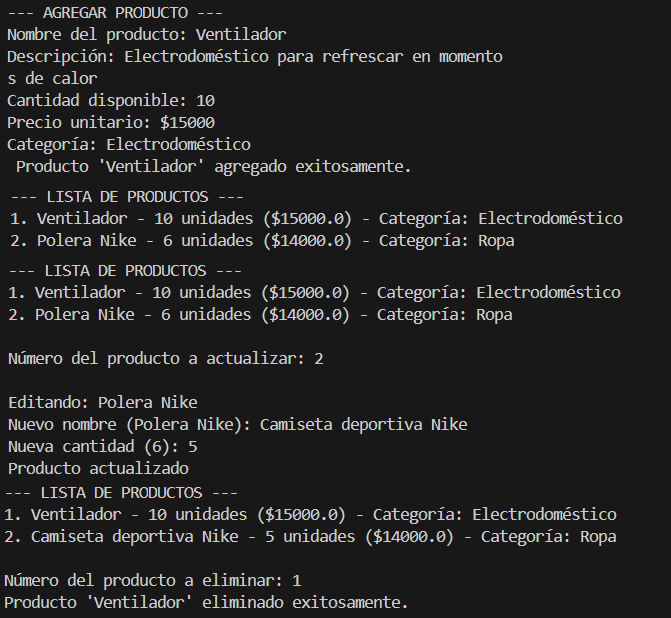 --- AGREGAR PRODUCTO ---
Nombre del producto: Ventilador
Descripción: Electrodoméstico para refrescar en momento
s de calor
Cantidad disponible: 10
Precio unitario: $15000
Categoría: Electrodoméstico
 Producto 'Ventilador' agregado exitosamente.
--- LISTA DE PRODUCTOS ---
1. Ventilador - 10 unidades ($15000.0) - Categoría: Electrodoméstico
2. Polera Nike - 6 unidades ($14000.0) - Categoría: Ropa
--- LISTA DE PRODUCTOS ---
1. Ventilador - 10 unidades ($15000.0) - Categoría: Electrodoméstico
2. Polera Nike - 6 unidades ($14000.0) - Categoría: Ropa
Número del producto a actualizar: 2
Editando: Polera Nike
Nuevo nombre (Polera Nike): Camiseta deportiva Nike
Nueva cantidad (6): 5
Producto actualizado
--- LISTA DE PRODUCTOS ---
1. Ventilador - 10 unidades ($15000.0) - Categoría: Electrodoméstico
2. Camiseta deportiva Nike - 5 unidades ($14000.0) - Categoría: Ropa
Número del producto a eliminar: 1
Producto 'Ventilador' eliminado exitosamente.